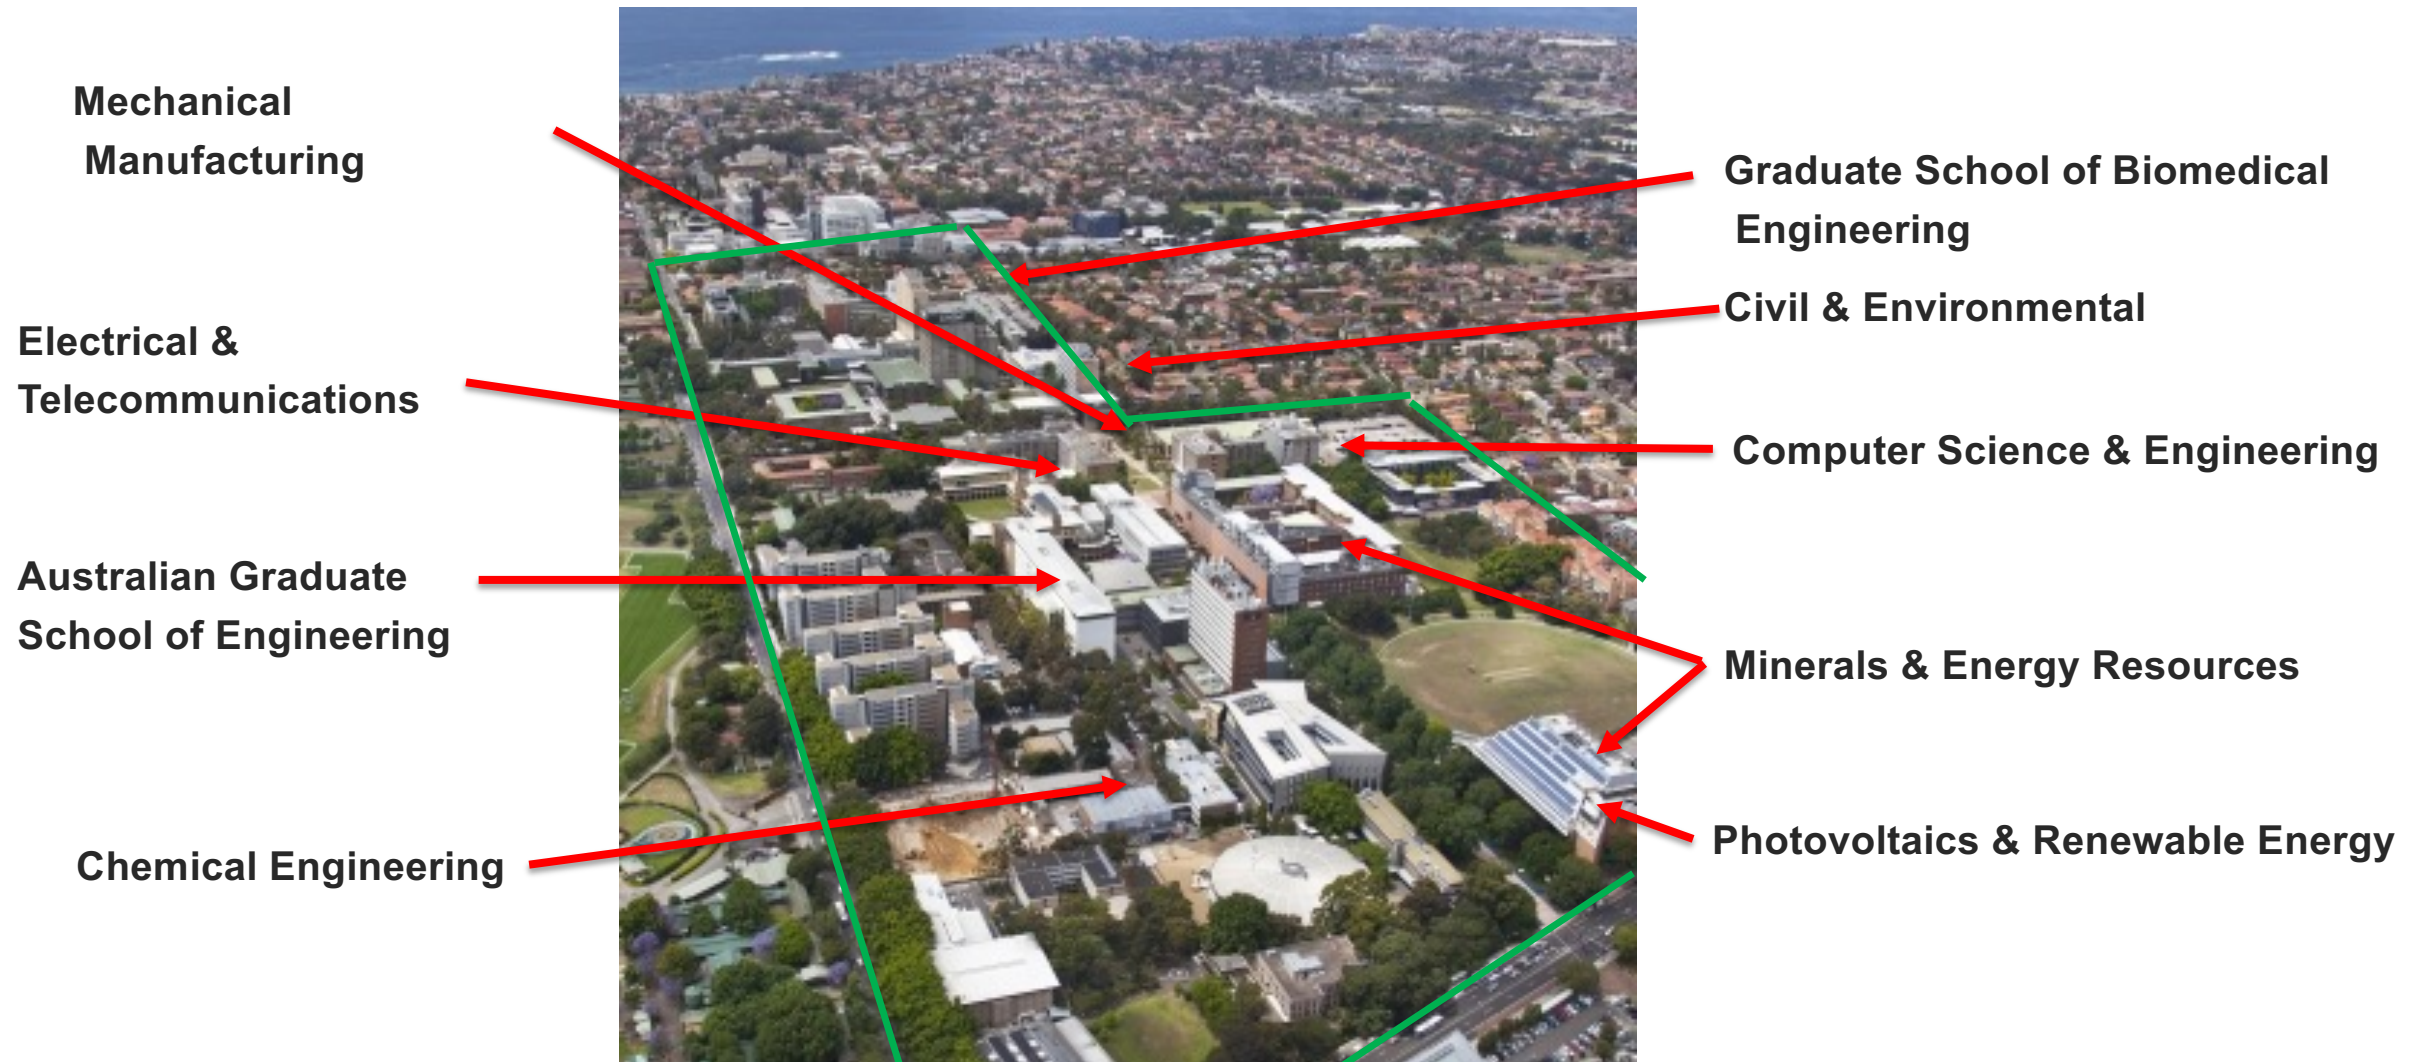 Mechanical
Manufacturing
Electrical &
Telecommunications
Australian Graduate
School of Engineering
Chemical Engineering
Graduate School of Biomedical
Engineering
Civil & Environmental
Computer Science & Engineering
Minerals & Energy Resources
Photovoltaics & Renewable Energy